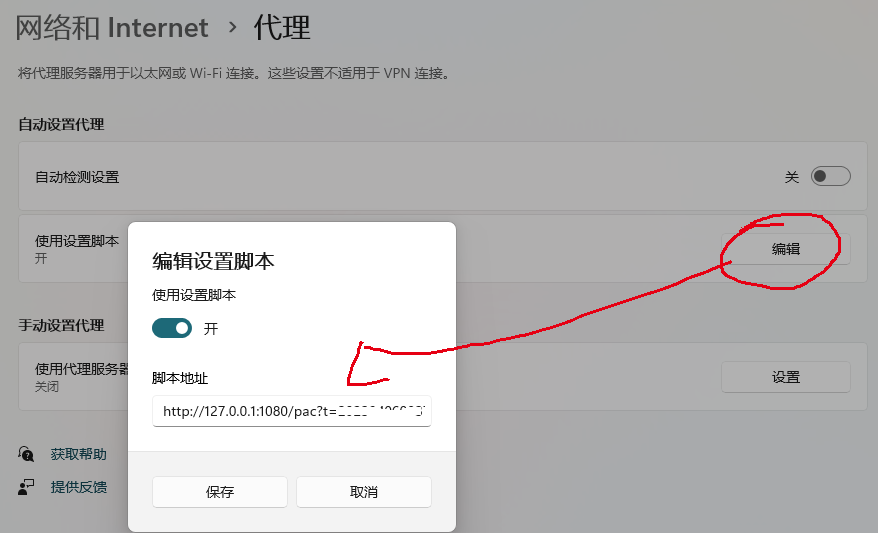 网络和 Internet › 代理
将代理服务器用于以太网或 Wi-Fi 连接。这些设置不适用于 VPN 连接。
自动设置代理
自动检测设置
关
使用设置脚本
开
编辑
编辑设置脚本
使用设置脚本
开
脚本地址
http://127.0.0.1:1080/pac?t=
保存
取消
手动设置代理
使用代理服务器
关闭
设置
获取帮助
提供反馈